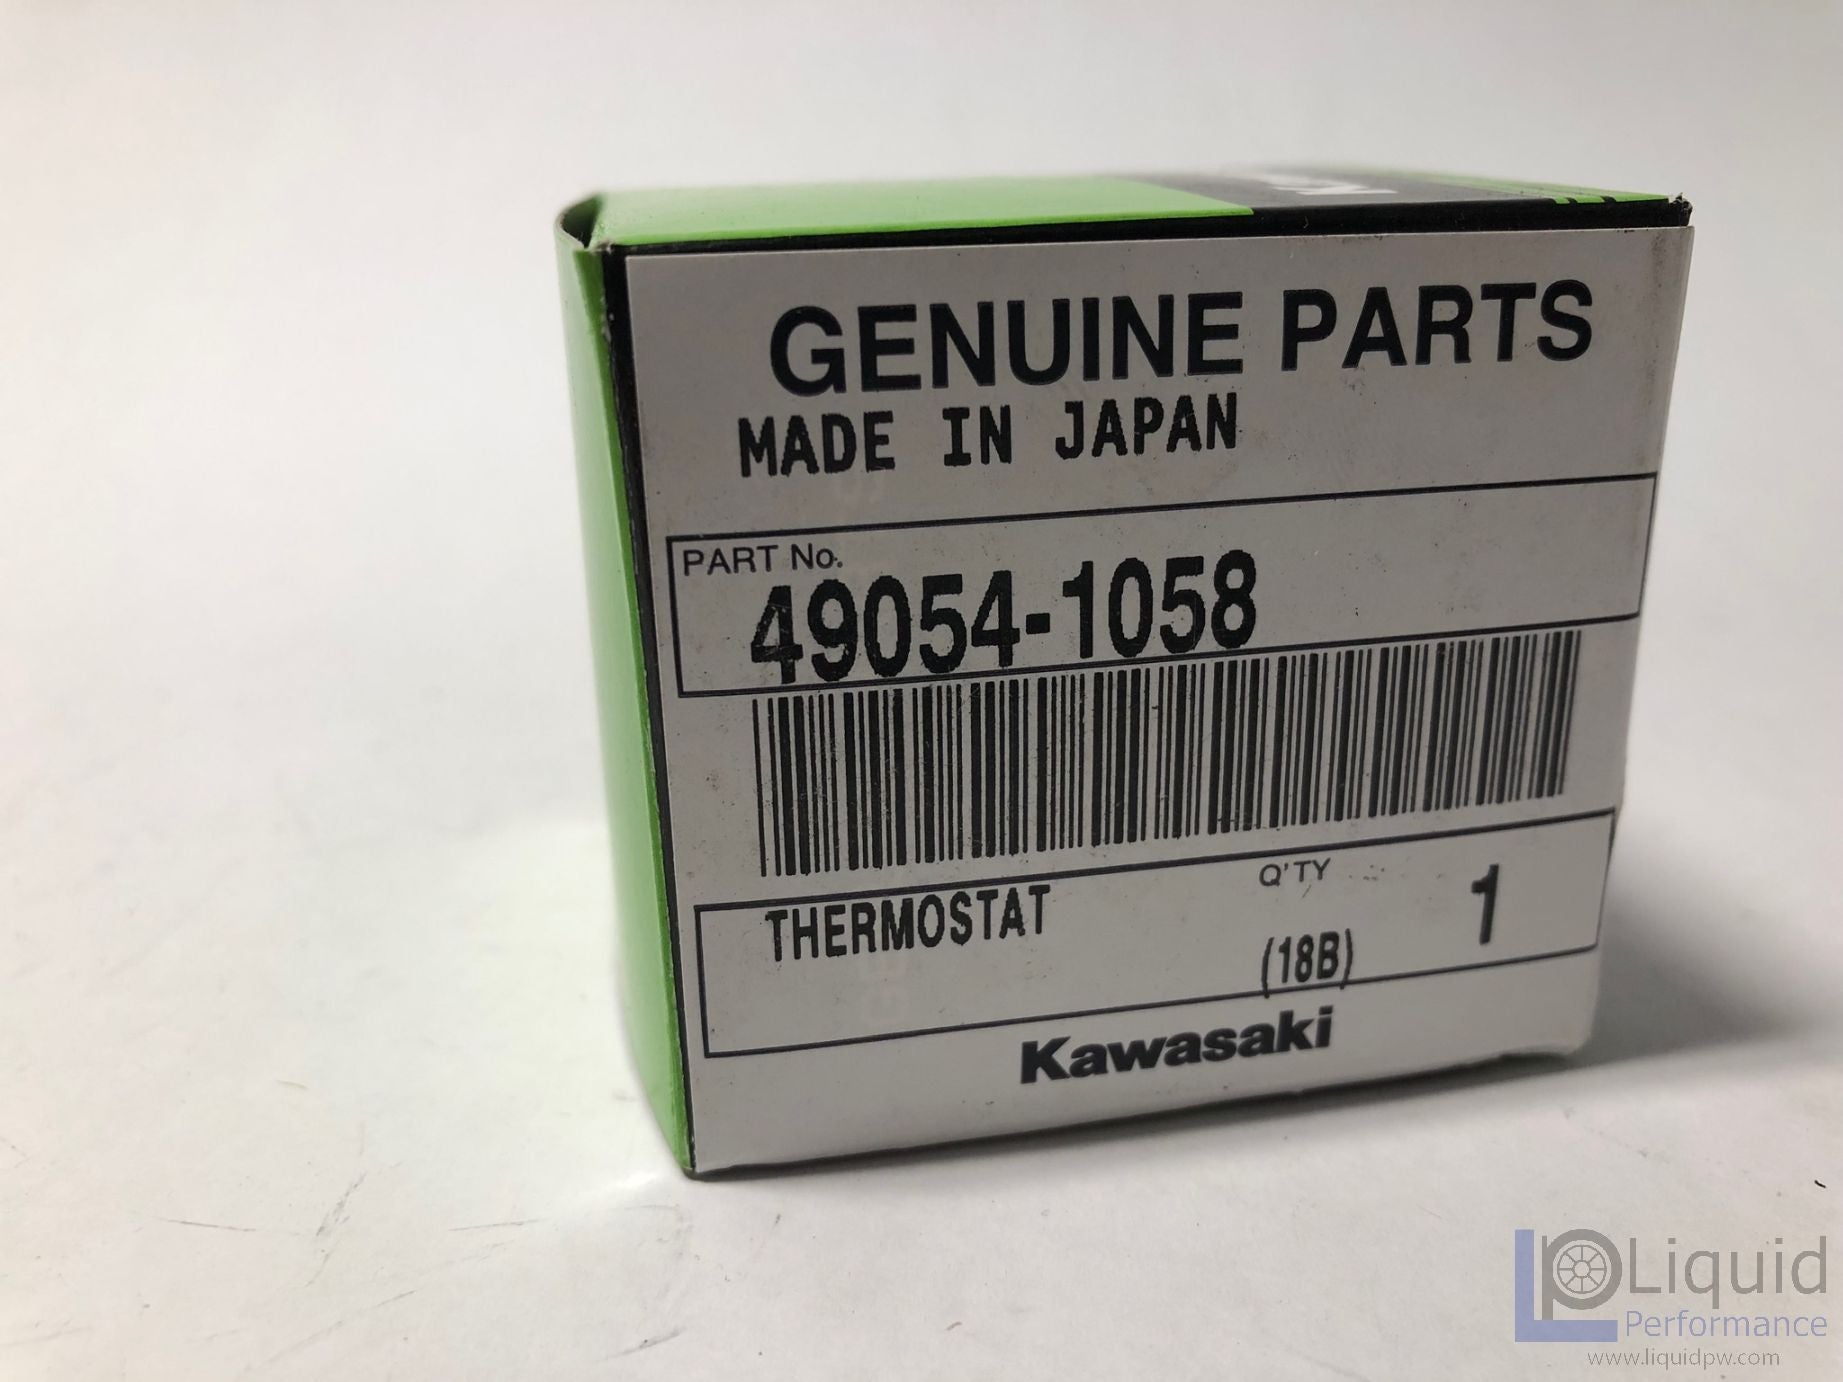 GENUINE PARTS
MADE IN JAPAN
PART No.
49054-1058
THERMOSTAT
Q'TY
1
(18B)
Kawasaki
Liquid
Performance
www.liquidpw.com